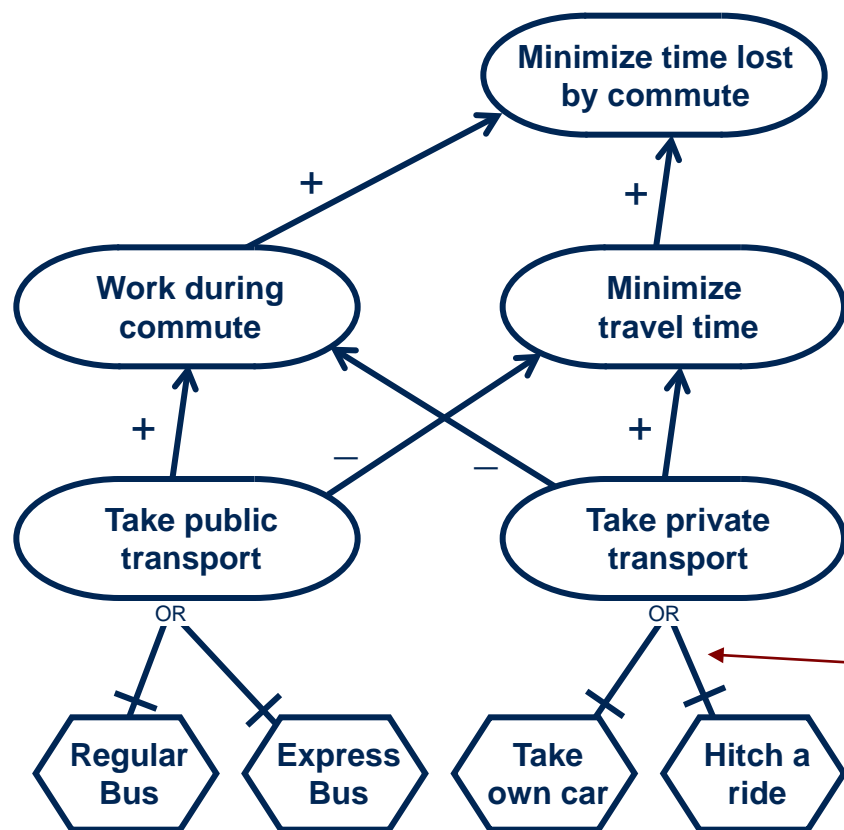 Minimize time lost
by commute
+
+
Work during
commute
Minimize
travel time
+
–
–
+
Take public
transport
Take private
transport
OR
OR
Regular
Bus
Express
Bus
Take
own car
Hitch a
ride